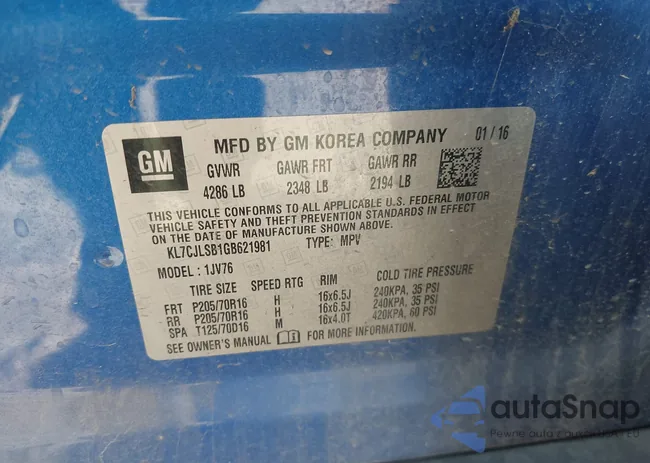 GM
MFD BY GM KOREA COMPANY 01 / 16
GVWR GAWR FRT GAWR RR
4286 LB 2348 LB 2194 LB
THIS VEHICLE CONFORMS TO ALL APPLICABLE U.S. FEDERAL MOTOR
VEHICLE SAFETY AND THEFT PREVENTION STANDARDS IN EFFECT
ON THE DATE OF MANUFACTURE SHOWN ABOVE.
KL7CJLSB1GB621981 TYPE: MPV
MODEL : 1JV76
TIRE SIZE SPEED RTG RIM COLD TIRE PRESSURE
FRT P205/70R16 H 16x6.5J 240KPA, 35 PSI
RR P205/70R16 H 16x6.5J 240KPA, 35 PSI
SPA T125/70D16 M 16x4.0T 420KPA, 60 PSI
SEE OWNER'S MANUAL FOR MORE INFORMATION.
autaSnap
Pewne auta / auction